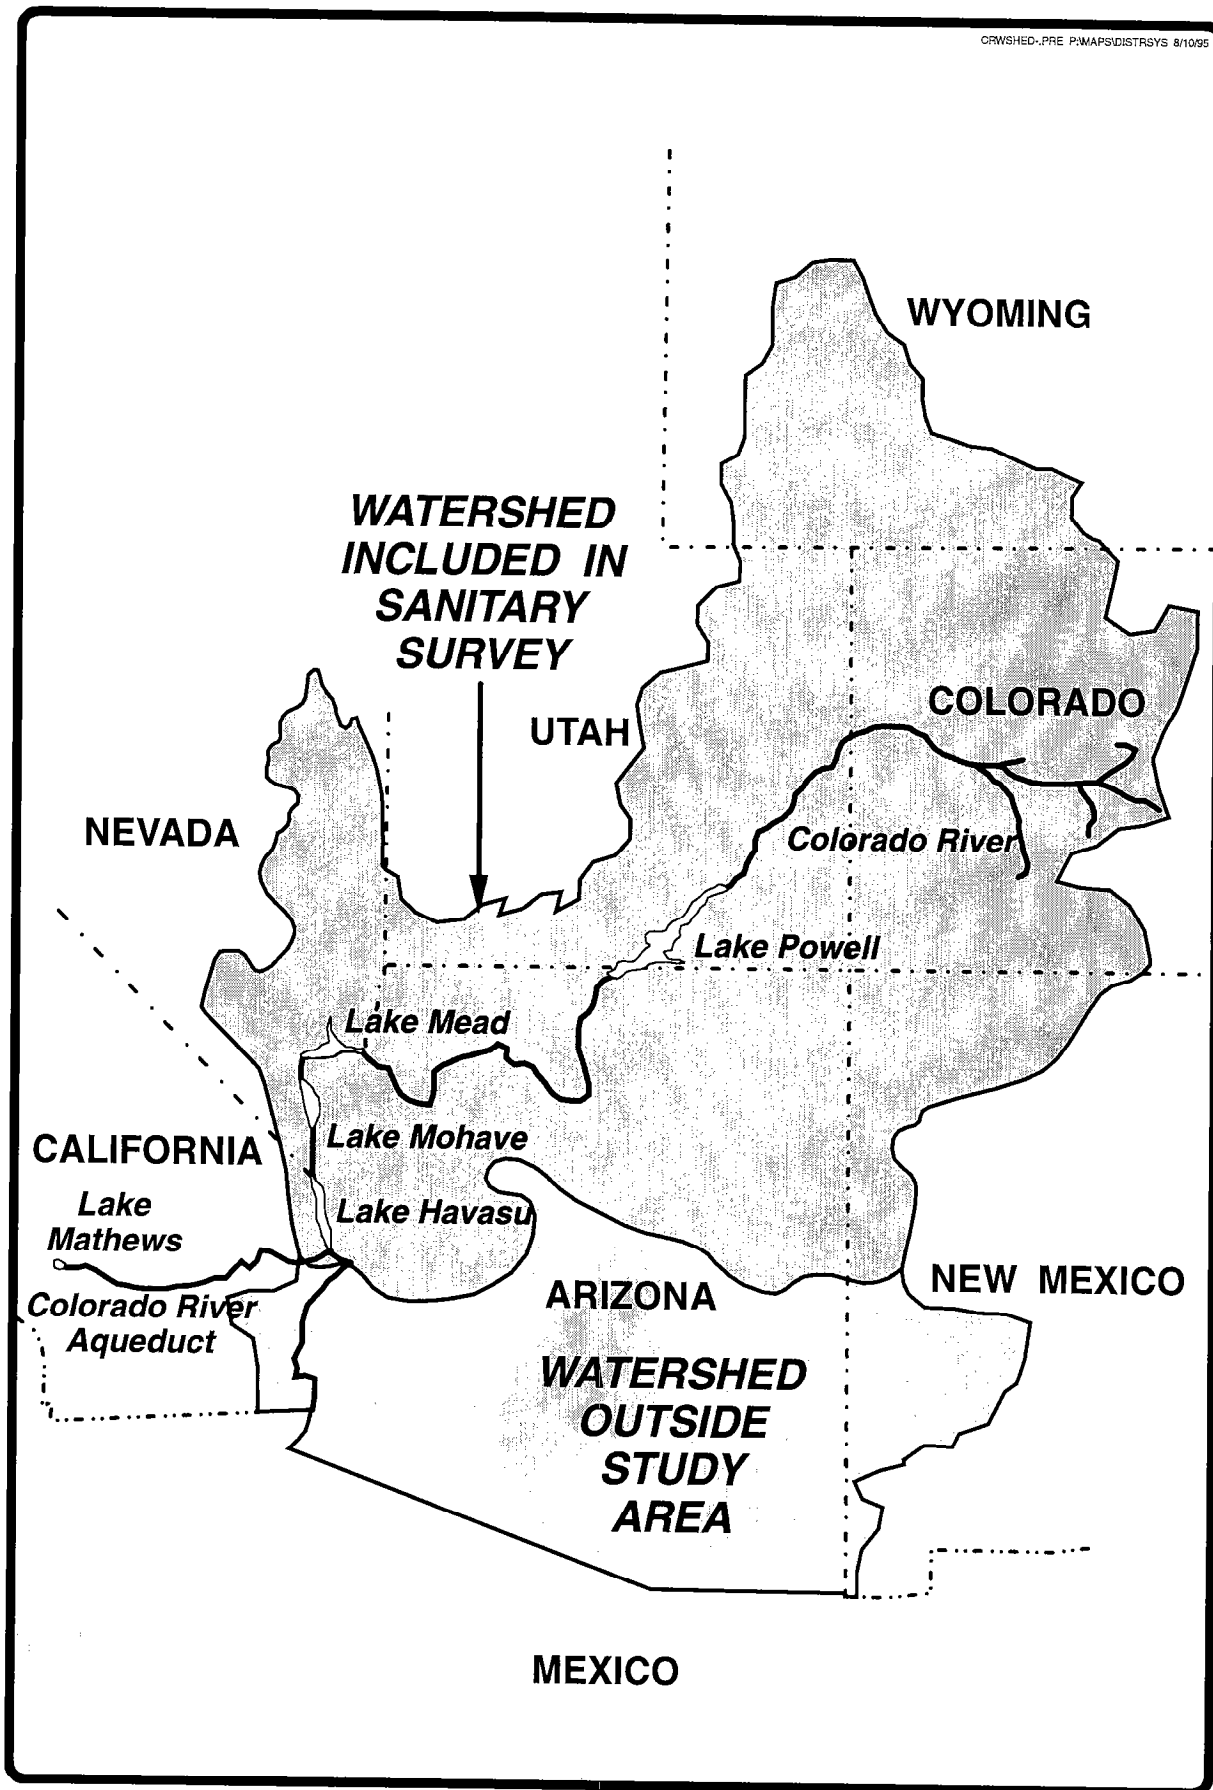 CRWSHED-.PRE P:\MAPS\DISTRSYS 8/10/95
WYOMING
WATERSHED
INCLUDED IN
SANITARY
SURVEY
COLORADO
UTAH
NEVADA
Colorado River
Lake Powell
Lake Mead
Lake Mohave
CALIFORNIA
Lake
Mathews
Lake Havasu
NEW MEXICO
ARIZONA
Colorado River
Aqueduct
WATERSHED
OUTSIDE
STUDY
AREA
MEXICO